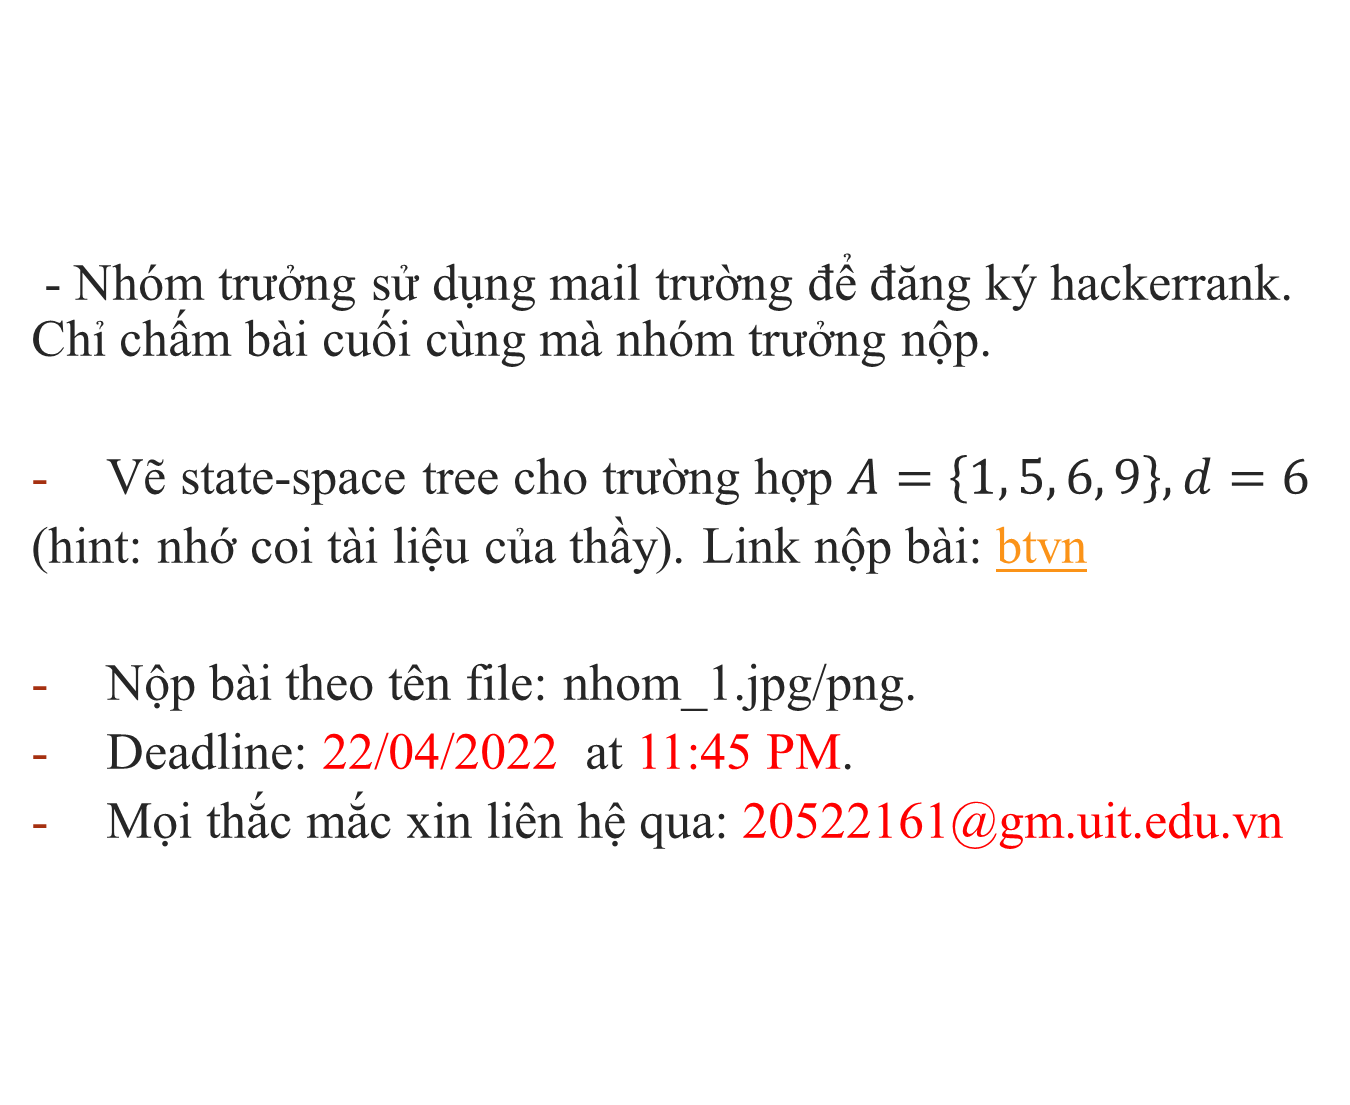 - Nhóm trưởng sử dụng mail trường để đăng ký hackerrank.
Chỉ chấm bài cuối cùng mà nhóm trưởng nộp.
- Vẽ state-space tree cho trường hợp A = {1, 5, 6, 9}, d = 6
(hint: nhớ coi tài liệu của thầy). Link nộp bài: btvn
- Nộp bài theo tên file: nhom_1.jpg/png.
- Deadline: 22/04/2022 at 11:45 PM.
- Mọi thắc mắc xin liên hệ qua: 20522161@gm.uit.edu.vn